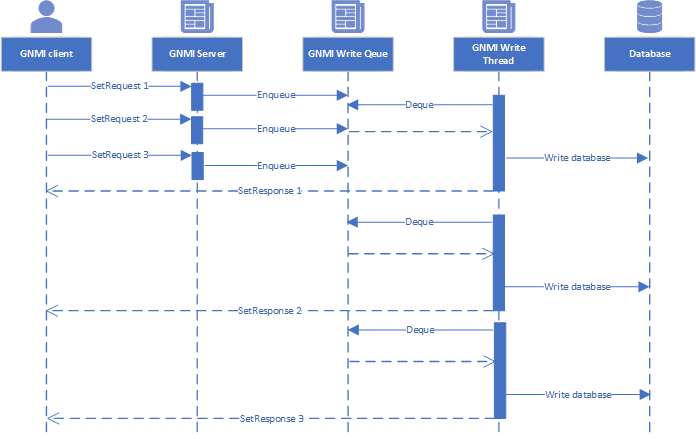 GNMI client
GNMI Server
GNMI Write Qeue
GNMI Write
Thread
Database
SetRequest 1
Enqueue
Deque
SetRequest 2
Enqueue
SetRequest 3
Write database
Enqueue
SetResponse 1
Deque
Write database
SetResponse 2
Deque
Write database
SetResponse 3